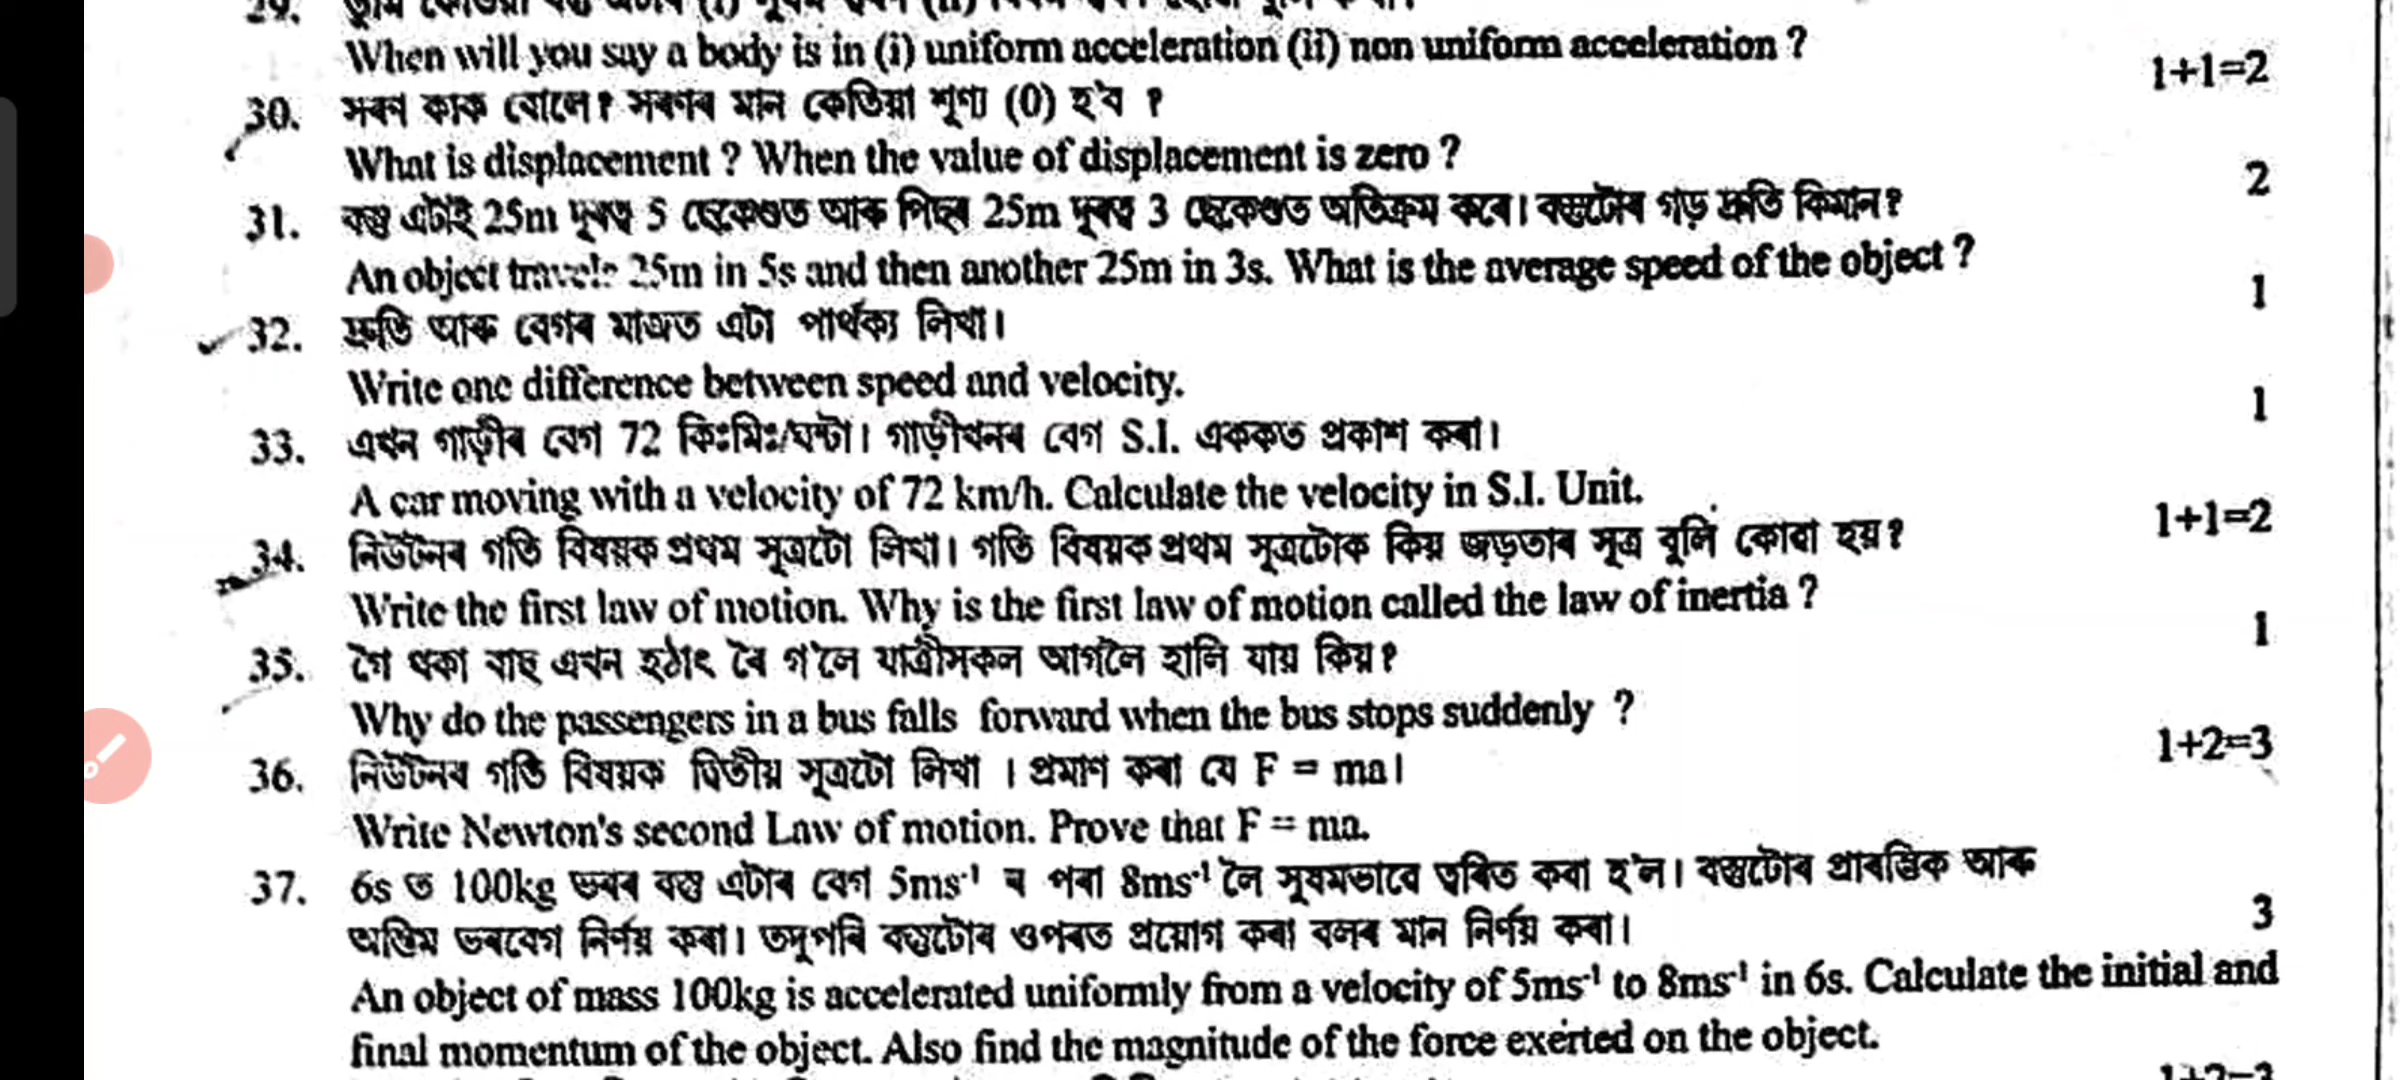 29.
When will you say a body is in (i) uniform acceleration (ii) non uniform acceleration ?
1+1=2
30. সৰণ কাক বোলে? সৰণৰ মান কেতিয়া শূণ্য (0) হ'ব ?
What is displacement ? When the value of displacement is zero ?
2
31. বস্তু এটাই 25m দূৰত্ব 5 ছেকেণ্ডত আৰু পিছৰ 25m দূৰত্ব 3 ছেকেণ্ডত অতিক্ৰম কৰে। বস্তুটোৰ গড় দ্ৰুতি কিমান?
An object travels 25m in 5s and then another 25m in 3s. What is the average speed of the object ?
1
32. দ্ৰুতি আৰু বেগৰ মাজত এটা পাৰ্থক্য লিখা।
Write one difference between speed and velocity.
1
33. এখন গাড়ীৰ বেগ 72 কিঃমিঃ/ঘন্টা। গাড়ীখনৰ বেগ S.I. এককত প্ৰকাশ কৰা।
A car moving with a velocity of 72 km/h. Calculate the velocity in S.I. Unit.
1+1=2
34. নিউটনৰ গতি বিষয়ক প্ৰথম সূত্ৰটো লিখা। গতি বিষয়ক প্ৰথম সূত্ৰটোক কিয় জড়তাৰ সূত্ৰ বুলি কোৱা হয়?
Write the first law of motion. Why is the first law of motion called the law of inertia ?
1
35. গৈ থকা বাছ এখন হঠাৎ ৰৈ গ'লে যাত্ৰীসকল আগলৈ হালি যায় কিয়?
Why do the passengers in a bus falls forward when the bus stops suddenly ?
1+2=3
36. নিউটনৰ গতি বিষয়ক দ্বিতীয় সূত্ৰটো লিখা । প্ৰমাণ কৰা যে F = ma।
Write Newton's second Law of motion. Prove that F = ma.
37. 6s ত 100kg ভৰৰ বস্তু এটাৰ বেগ 5ms⁻¹ ৰ পৰা 8ms⁻¹ লৈ সুষমভাৱে ত্বৰিত কৰা হ'ল। বস্তুটোৰ প্ৰাৰম্ভিক আৰু
অন্তিম ভৰবেগ নিৰ্ণয় কৰা। তদুপৰি বস্তুটোৰ ওপৰত প্ৰয়োগ কৰা বলৰ মান নিৰ্ণয় কৰা।
3
An object of mass 100kg is accelerated uniformly from a velocity of 5ms⁻¹ to 8ms⁻¹ in 6s. Calculate the initial and
final momentum of the object. Also find the magnitude of the force exerted on the object.
1+2=3